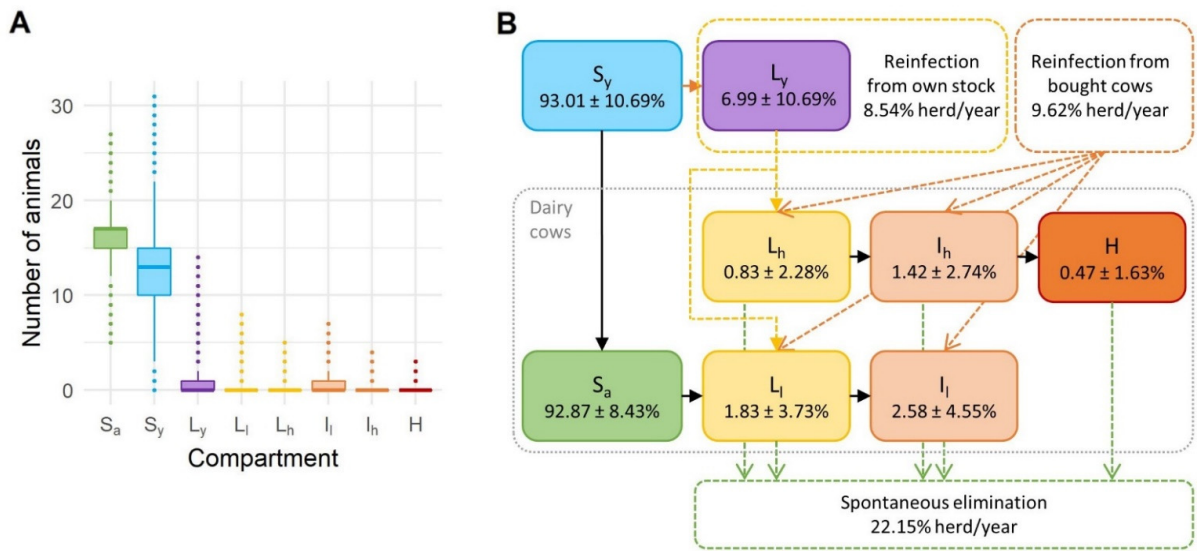 A
Number of animals
30
20
10
0
Sa
Sy
Ly
Ll
Lh
Il
Ih
H
Compartment
B
Sy
93.01 ± 10.69%
Ly
6.99 ± 10.69%
Reinfection
from own stock
8.54% herd/year
Reinfection from
bought cows
9.62% herd/year
Dairy
cows
Lh
0.83 ± 2.28%
Ih
1.42 ± 2.74%
H
0.47 ± 1.63%
Sa
92.87 ± 8.43%
Ll
1.83 ± 3.73%
Il
2.58 ± 4.55%
Spontaneous elimination
22.15% herd/year